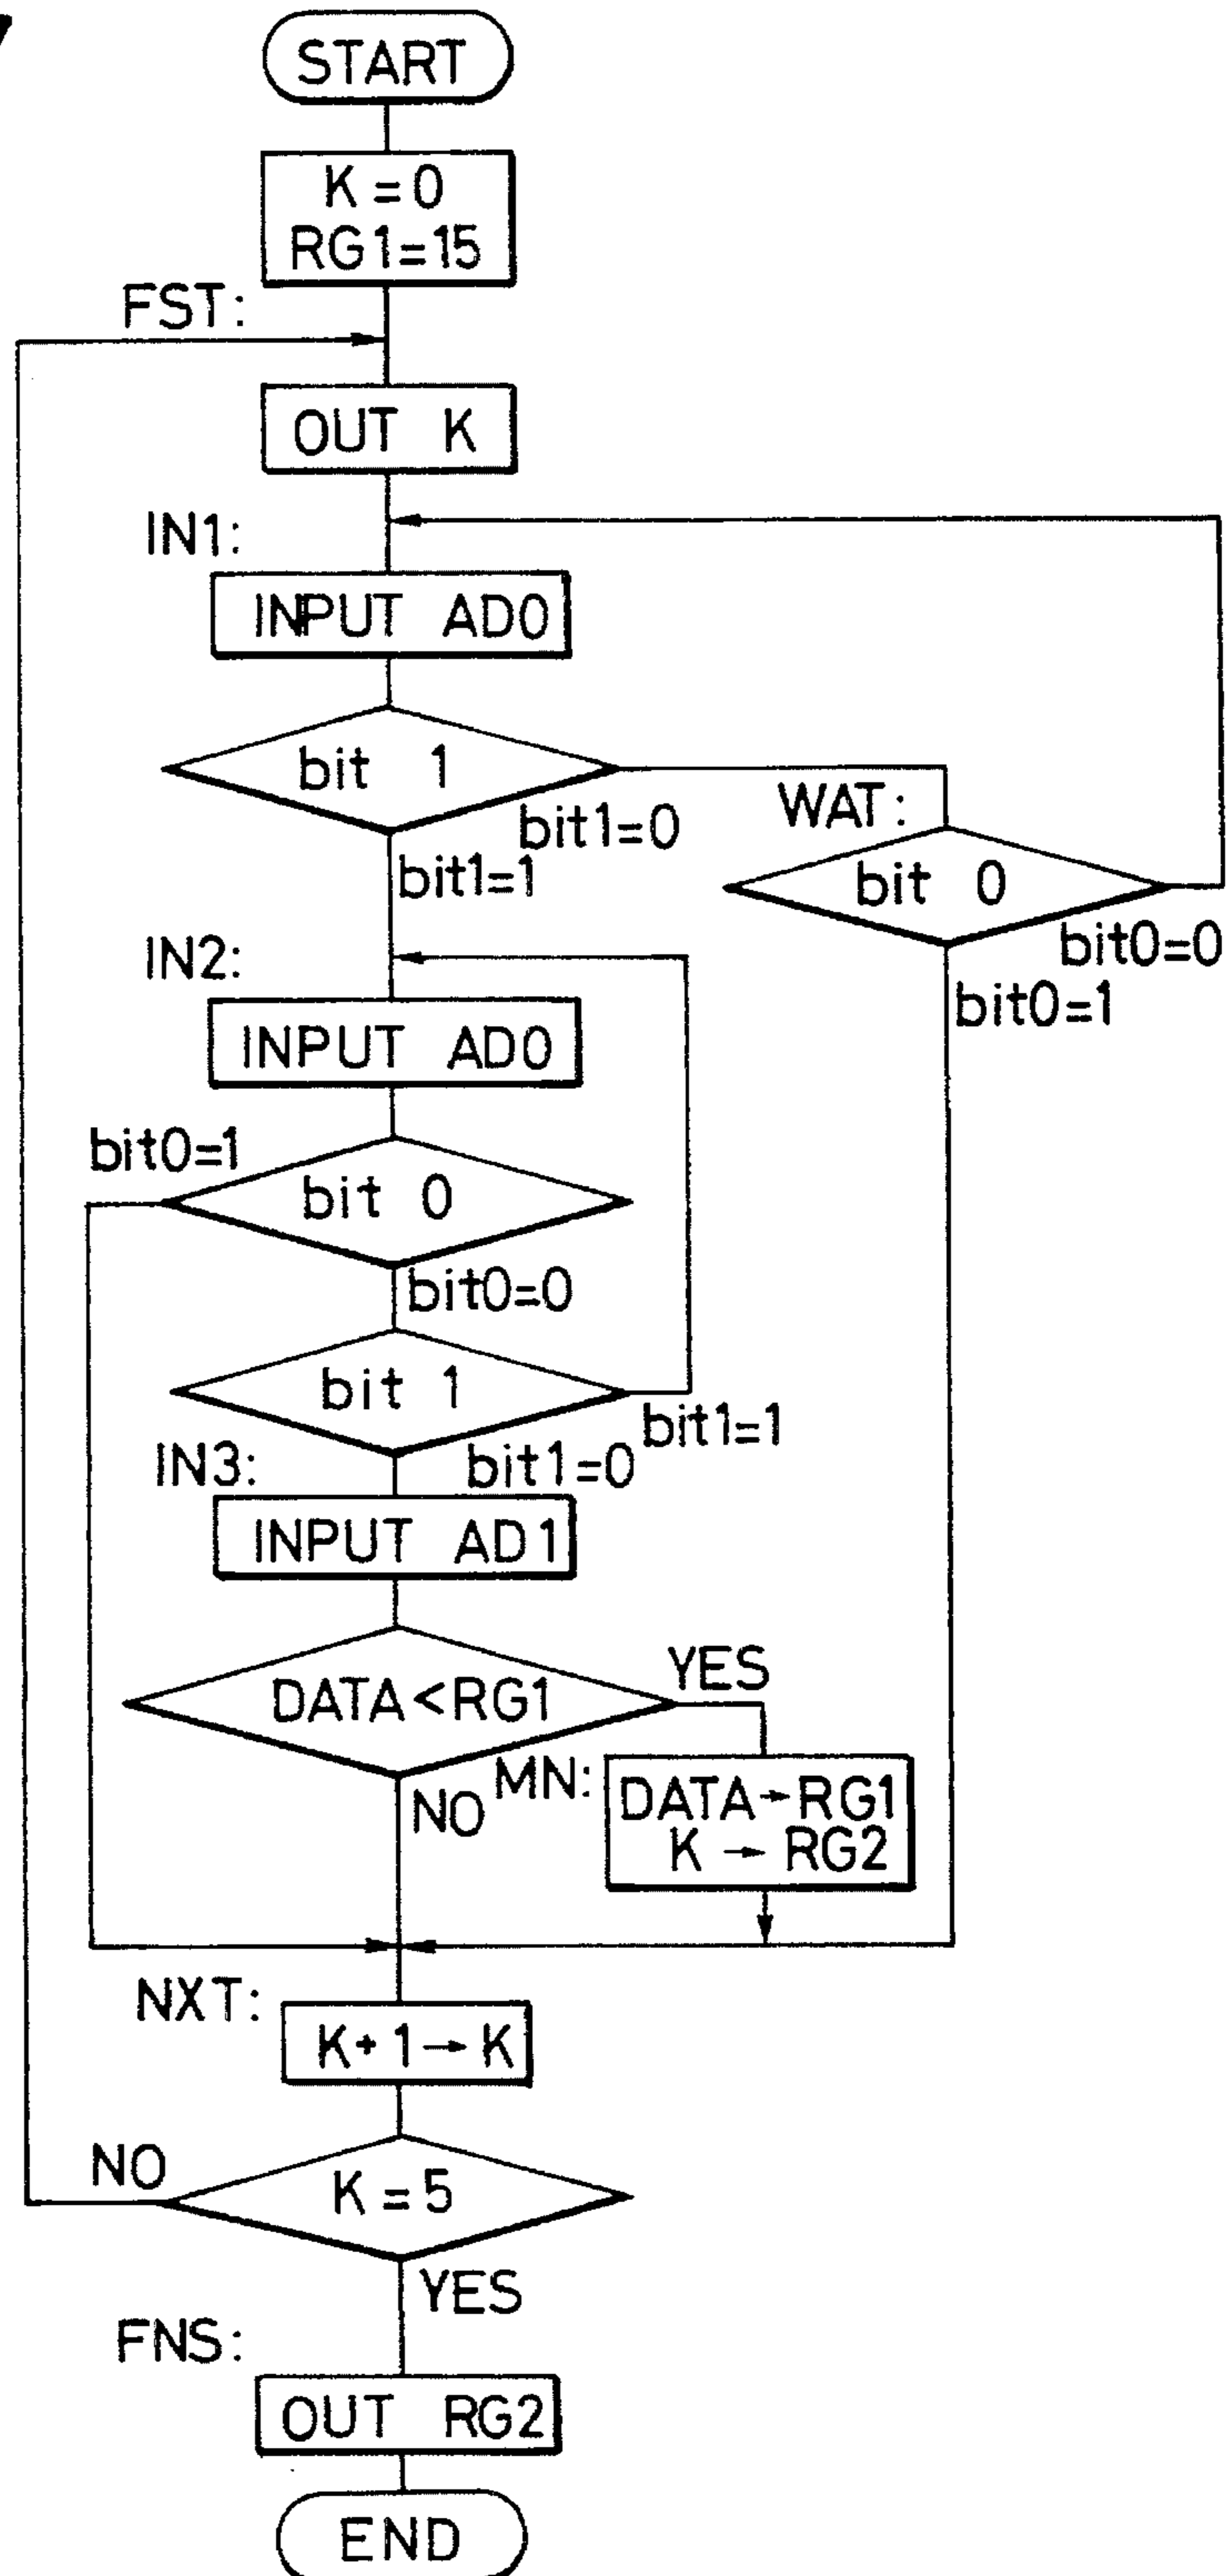 START
K=0
RG1=15
FST:
OUT K
IN1:
INPUT AD0
bit 1
bit1=0
bit1=1
WAT:
bit 0
bit0=0
bit0=1
IN2:
INPUT AD0
bit0=1
bit 0
bit0=0
bit 1
bit1=1
bit1=0
IN3:
INPUT AD1
DATA<RG1
YES
NO
MN:
DATA→RG1
K → RG2
NXT:
K+1→K
NO
K=5
YES
FNS:
OUT RG2
END